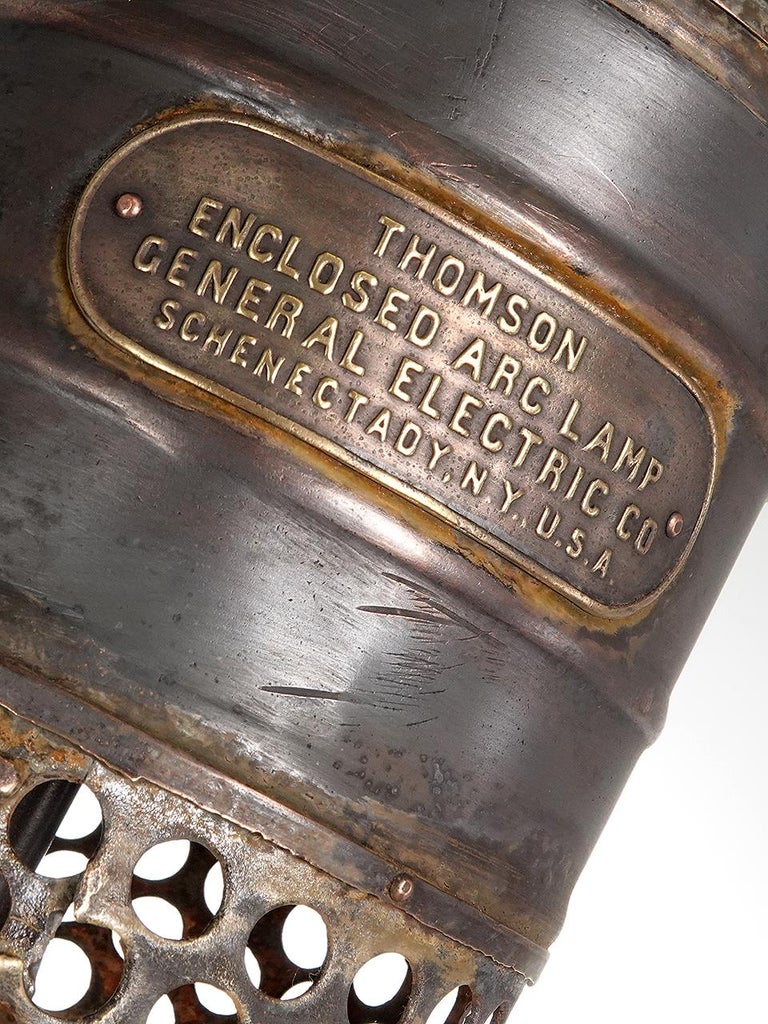 THOMSON
ENCLOSED ARC LAMP
GENERAL ELECTRIC CO
SCHENECTADY, N.Y., U.S.A.